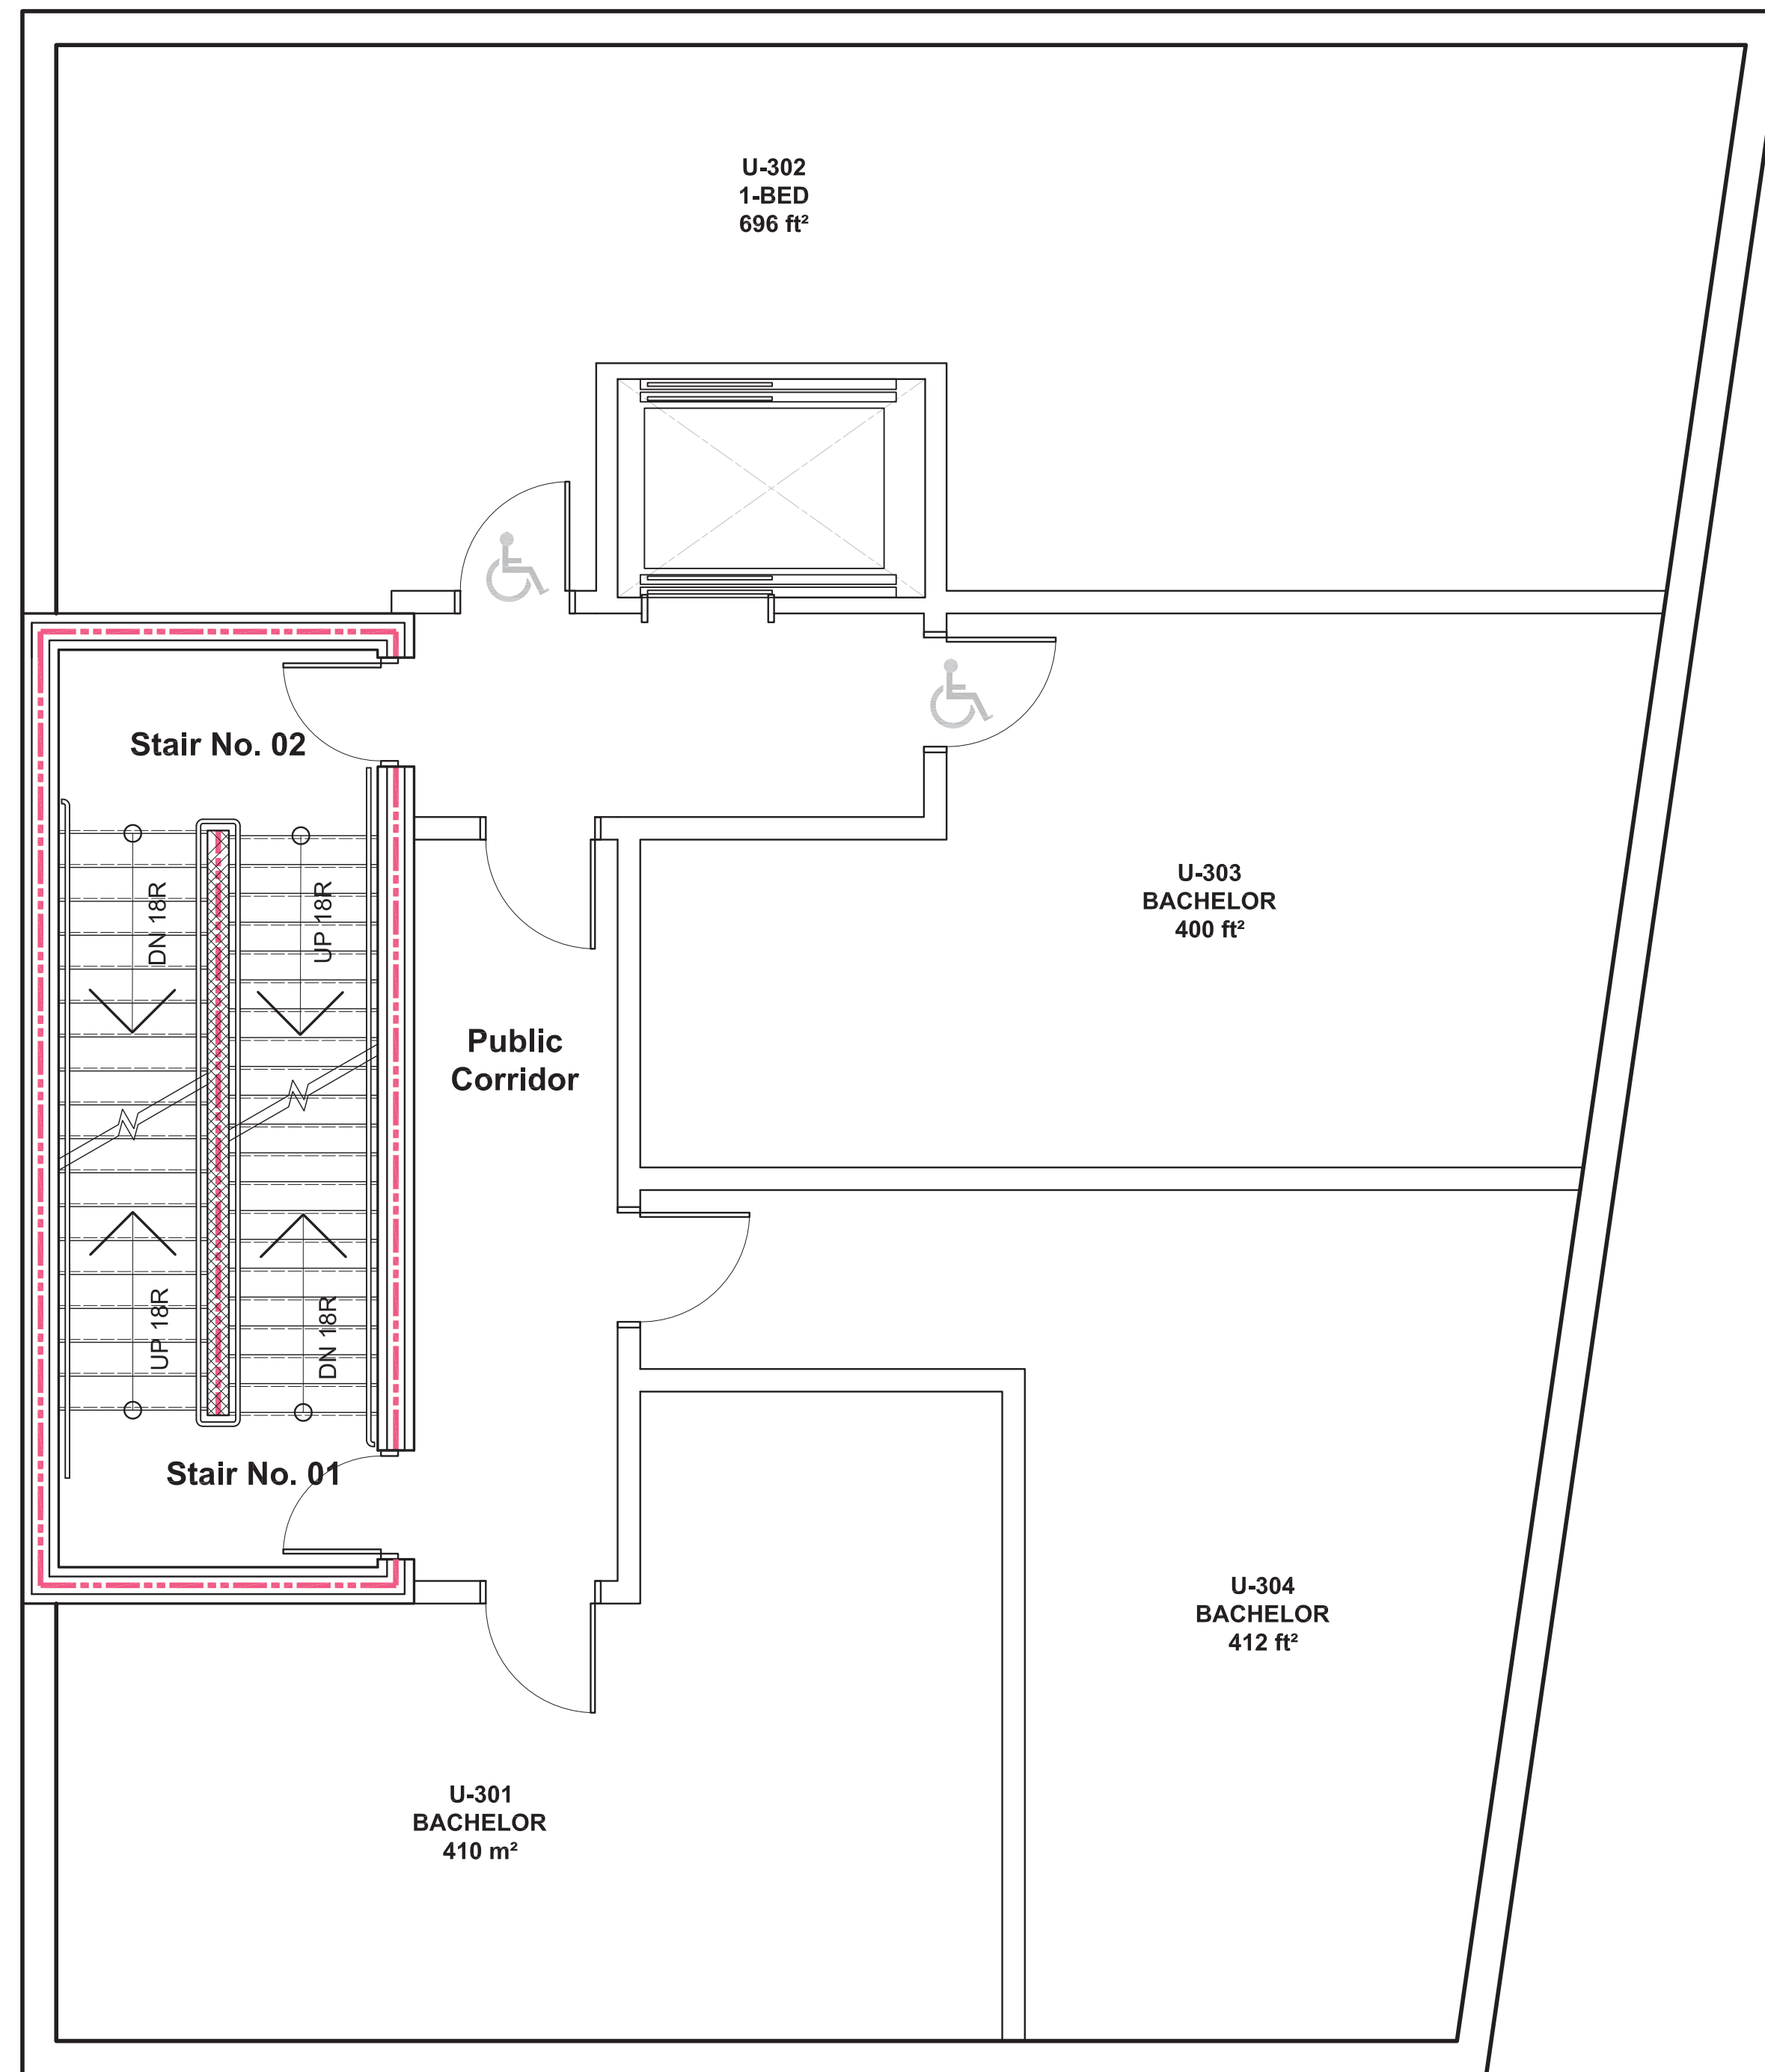 U-302
1-BED
696 ft²
Stair No. 02
DN 18R
UP 18R
U-303
BACHELOR
400 ft²
Public
Corridor
UP 18R
DN 18R
Stair No. 01
U-304
BACHELOR
412 ft²
U-301
BACHELOR
410 m²